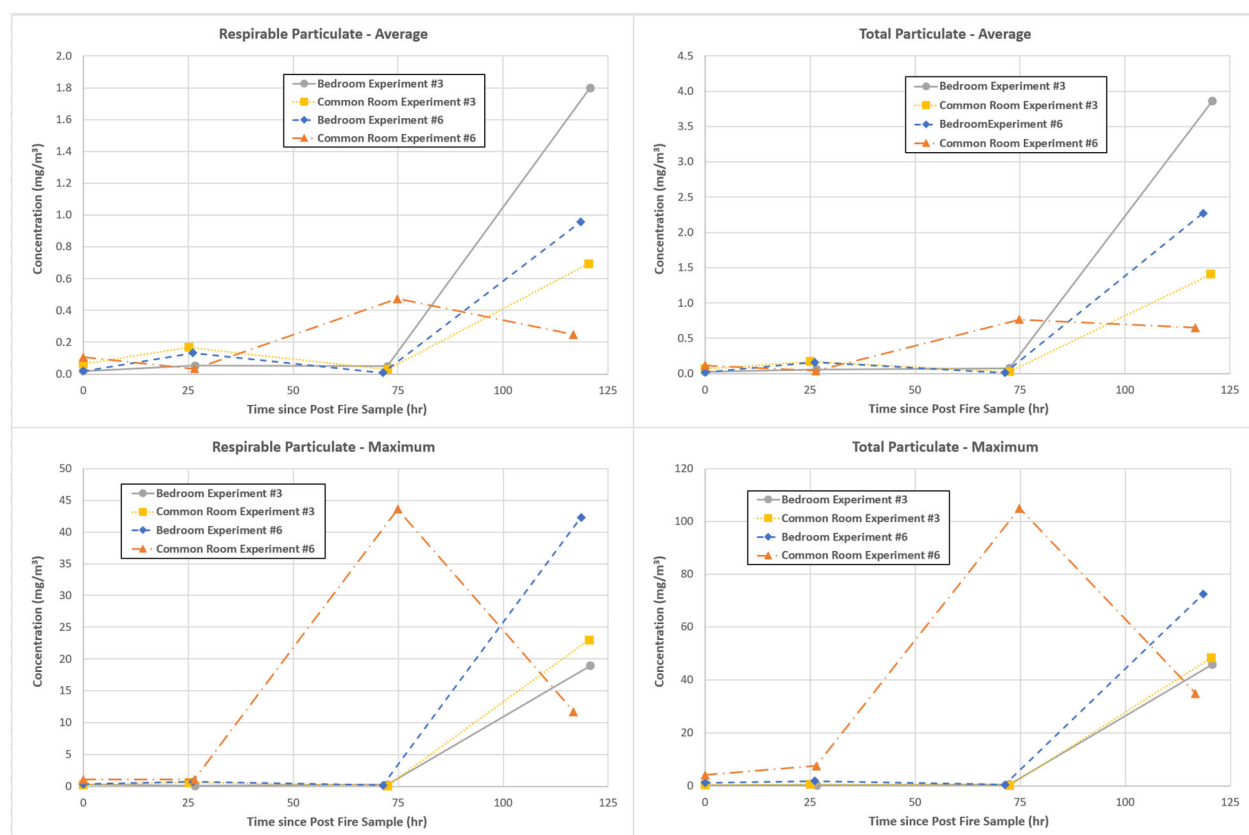 Respirable Particulate - Average
Concentration (mg/m³)
2.0
1.8
1.6
1.4
1.2
1.0
0.8
0.6
0.4
0.2
0.0
Bedroom Experiment #3
Common Room Experiment #3
Bedroom Experiment #6
Common Room Experiment #6
0 25 50 75 100 125
Time since Post Fire Sample (hr)
Total Particulate - Average
Concentration (mg/m³)
4.5
4.0
3.5
3.0
2.5
2.0
1.5
1.0
0.5
0.0
Bedroom Experiment #3
Common Room Experiment #3
BedroomExperiment #6
Common Room Experiment #6
0 25 50 75 100 125
Time since Post Fire Sample (hr)
Respirable Particulate - Maximum
Concentration (mg/m³)
50
45
40
35
30
25
20
15
10
5
0
Bedroom Experiment #3
Common Room Experiment #3
Bedroom Experiment #6
Common Room Experiment #6
0 25 50 75 100 125
Time since Post Fire Sample (hr)
Total Particulate - Maximum
Concentration (mg/m³)
120
100
80
60
40
20
0
Bedroom Experiment #3
Common Room Experiment #3
Bedroom Experiment #6
Common Room Experiment #6
0 25 50 75 100 125
Time since Post Fire Sample (hr)